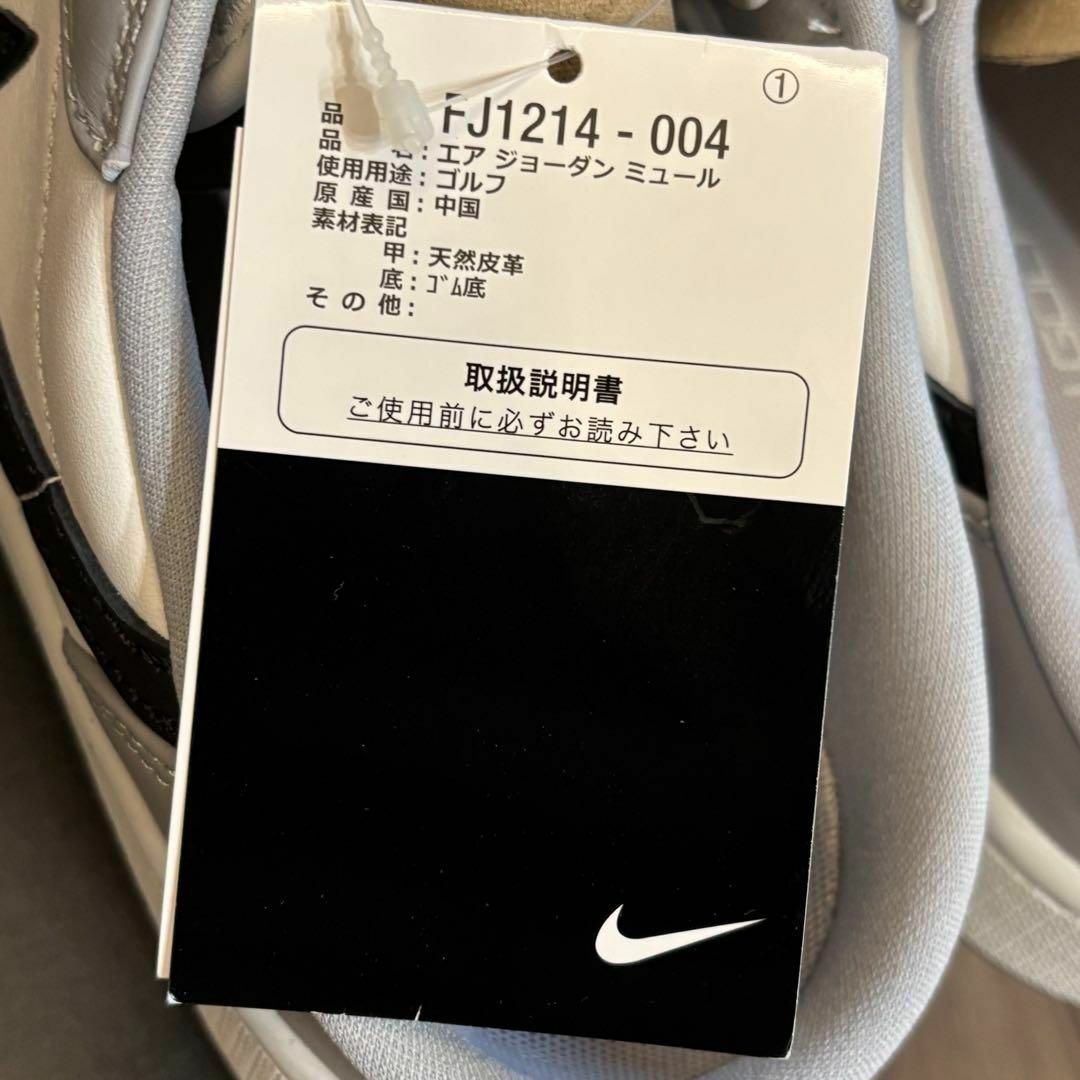 ①
品 FJ1214 - 004
品 名 : エア ジョーダン ミュール
使用用途 : ゴルフ
原 産 国 : 中国
素材表記
甲 : 天然皮革
底 : ゴム底
そ の 他 :
取扱説明書
ご使用前に必ずお読み下さい